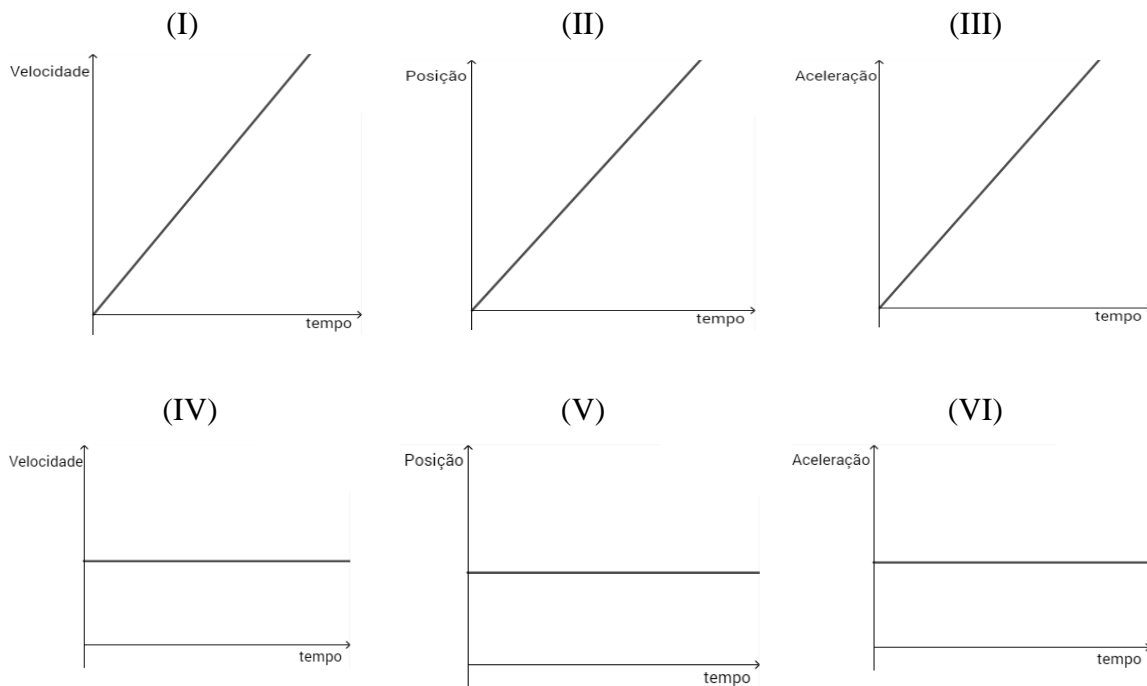 (I) (II) (III)
Velocidade Posição Aceleração
tempo tempo tempo
(IV) (V) (VI)
Velocidade Posição Aceleração
tempo tempo tempo